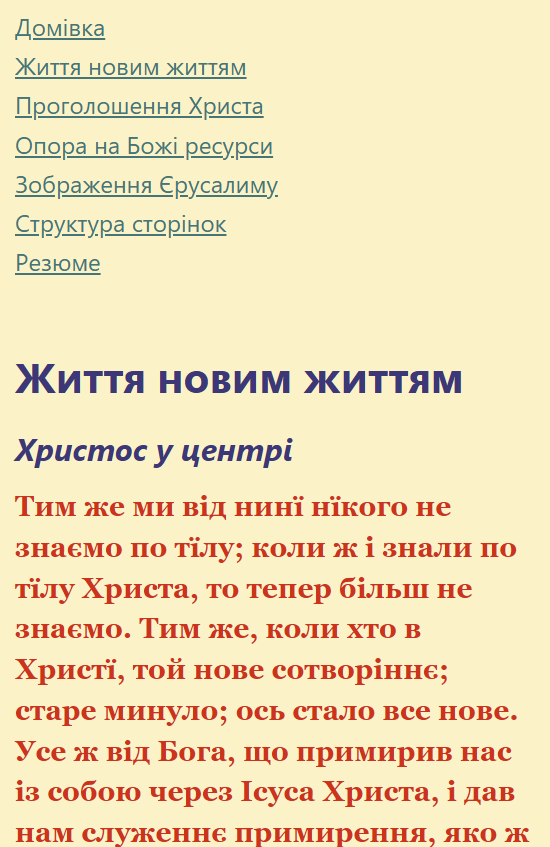 Домівка
Життя новим життям
Проголошення Христа
Опора на Божі ресурси
Зображення Єрусалиму
Структура сторінок
Резюме
Життя новим життям
Христос у центрі
Тим же ми від нинї нїкого не
знаємо по тїлу; коли ж і знали по
тїлу Христа, то тепер більш не
знаємо. Тим же, коли хто в
Христї, той нове сотворіннє;
старе минуло; ось стало все нове.
Усе ж від Бога, що примирив нас
із собою через Ісуса Христа, і дав
нам служеннє примирення, яко ж